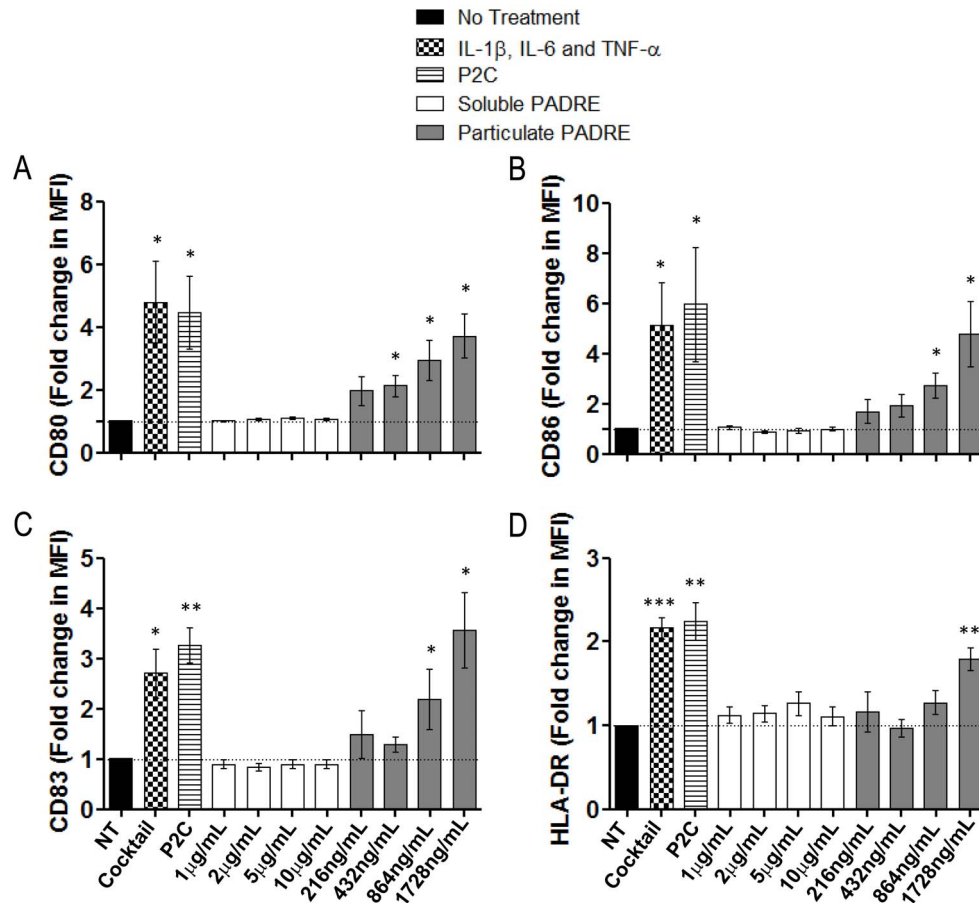 No Treatment
IL-1β, IL-6 and TNF-α
P2C
Soluble PADRE
Particulate PADRE
A
CD80 (Fold change in MFI)
8
6
4
2
0
*
*
*
*
*
B
CD86 (Fold change in MFI)
10
8
6
4
2
0
*
*
*
*
C
CD83 (Fold change in MFI)
5
4
3
2
1
0
*
**
*
*
NT
Cocktail
P2C
1μg/mL
2μg/mL
5μg/mL
10μg/mL
216ng/mL
432ng/mL
864ng/mL
1728ng/mL
D
HLA-DR (Fold change in MFI)
3
2
1
0
***
**
**
NT
Cocktail
P2C
1μg/mL
2μg/mL
5μg/mL
10μg/mL
216ng/mL
432ng/mL
864ng/mL
1728ng/mL